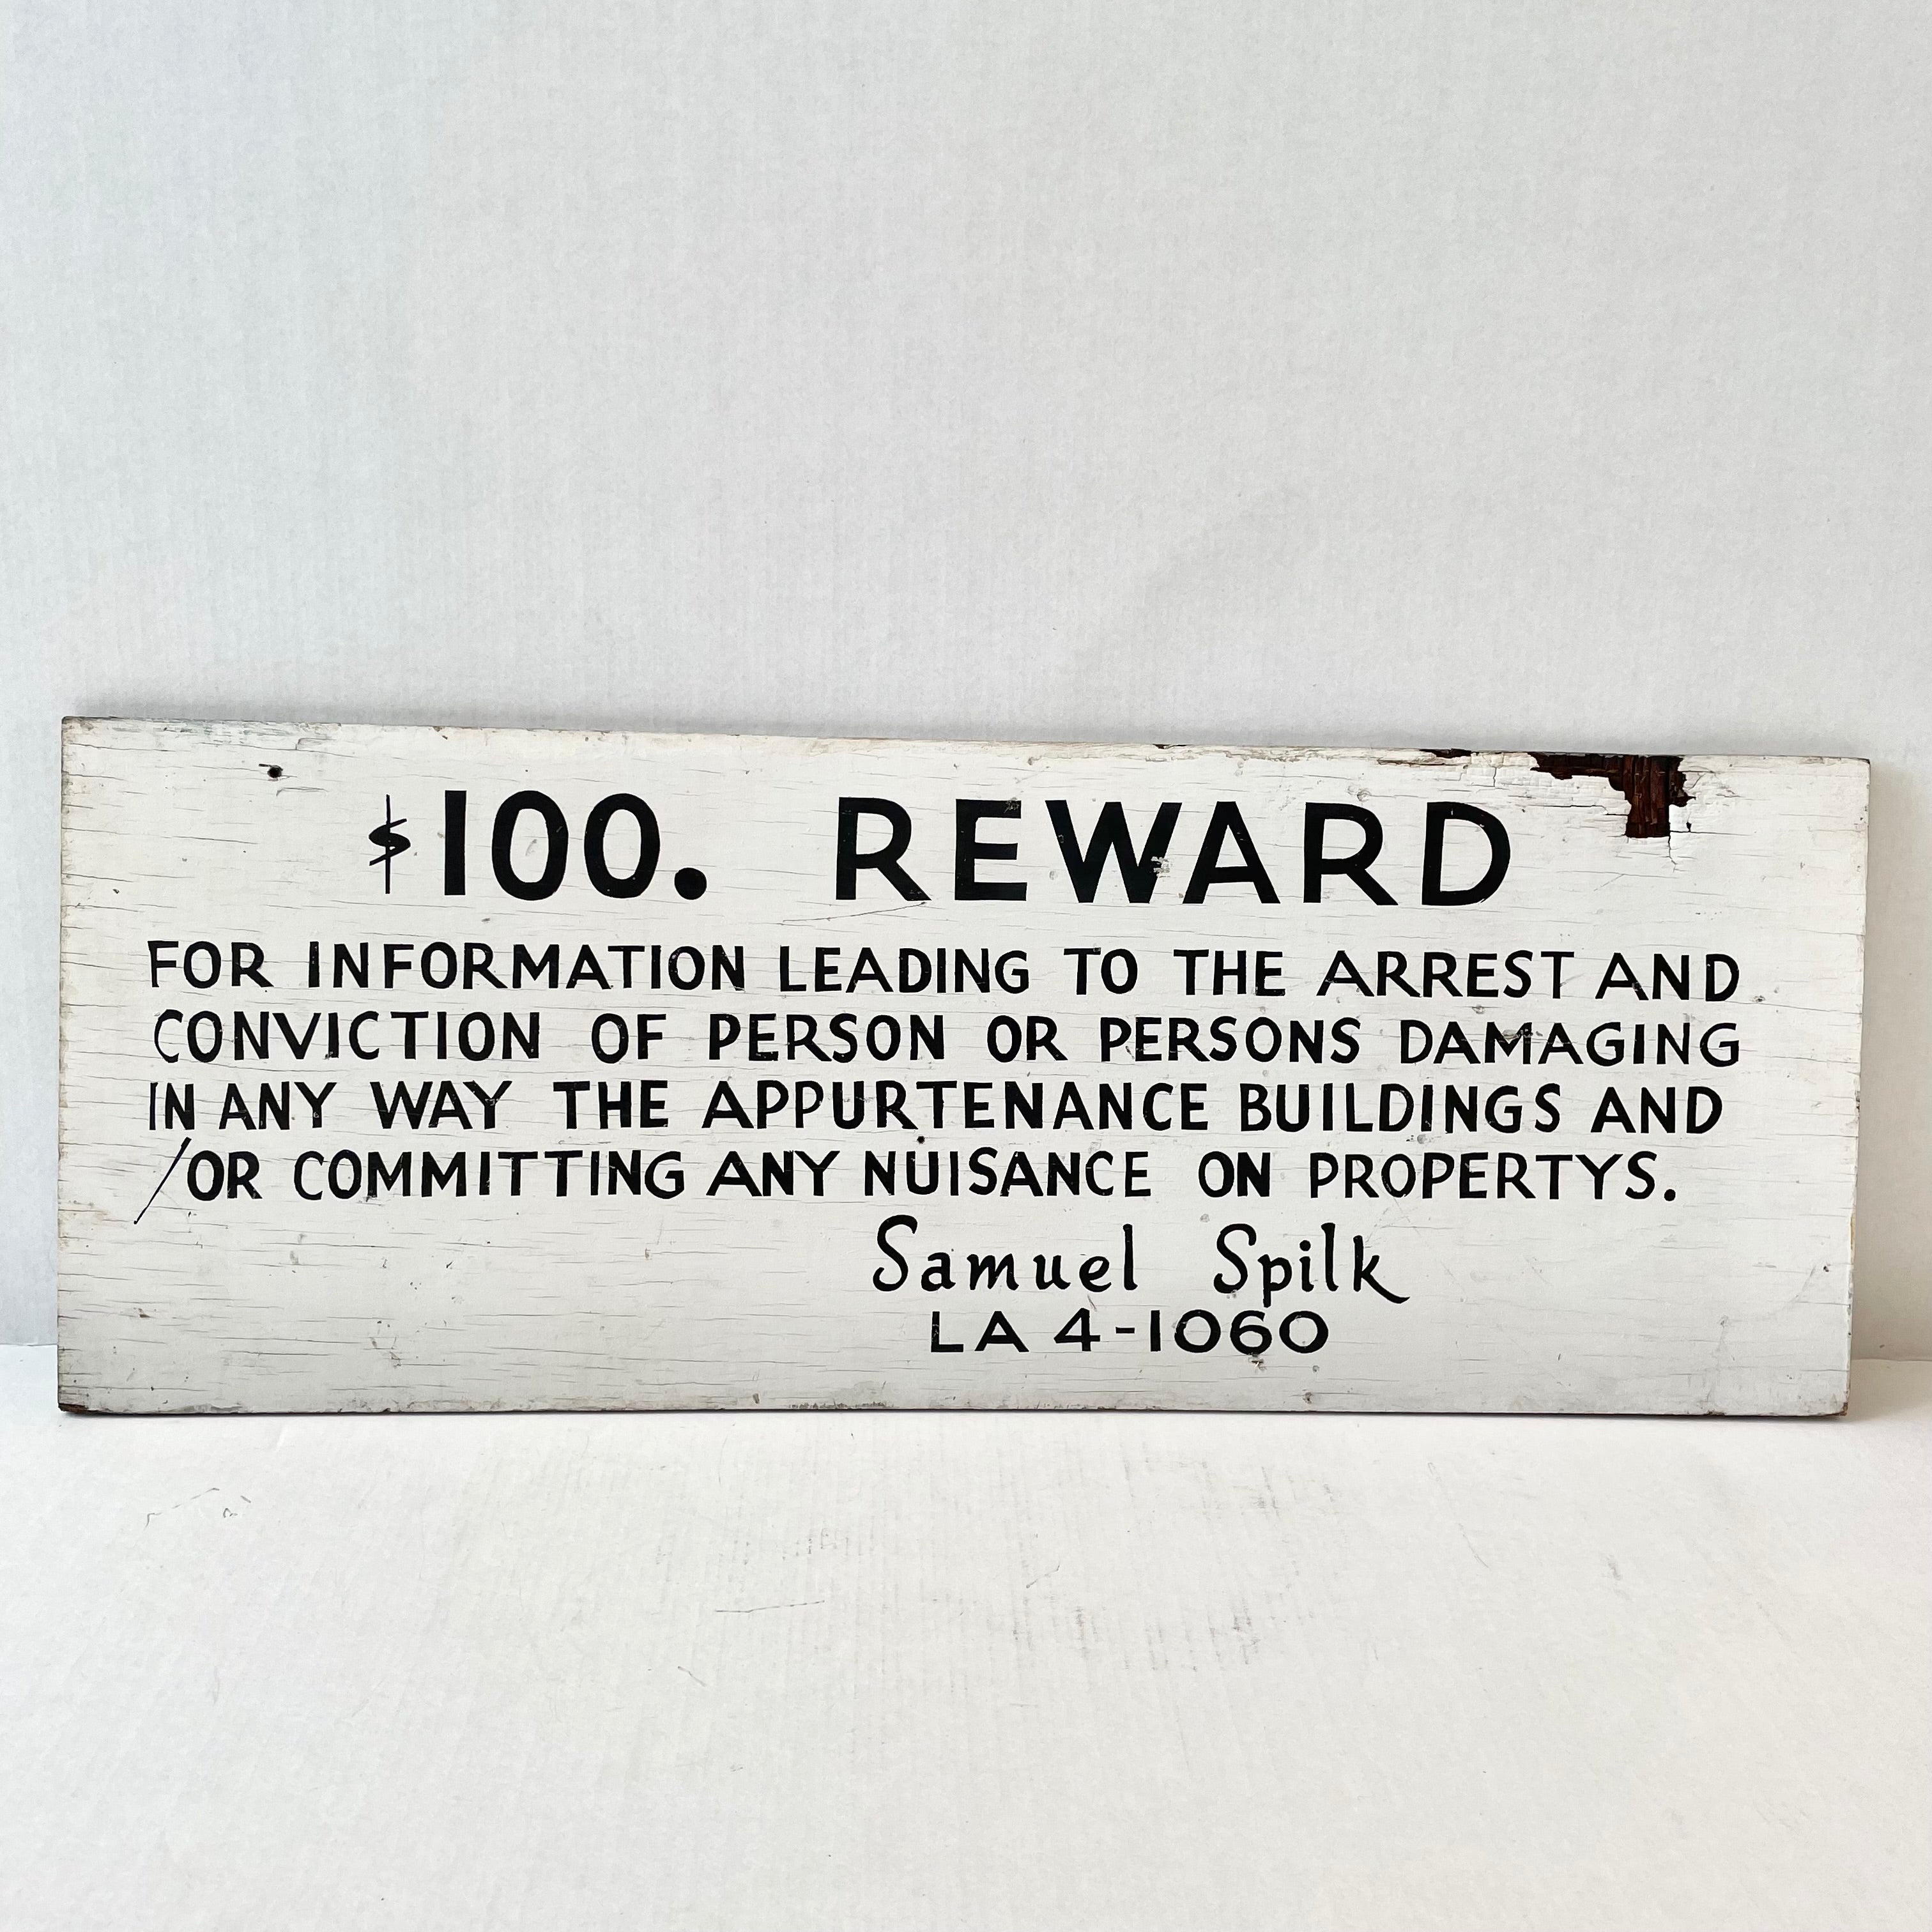 $100. REWARD
FOR INFORMATION LEADING TO THE ARREST AND
CONVICTION OF PERSON OR PERSONS DAMAGING
IN ANY WAY THE APPURTENANCE BUILDINGS AND
/OR COMMITTING ANY NUISANCE ON PROPERTYS.
Samuel Spilk
LA 4-1060